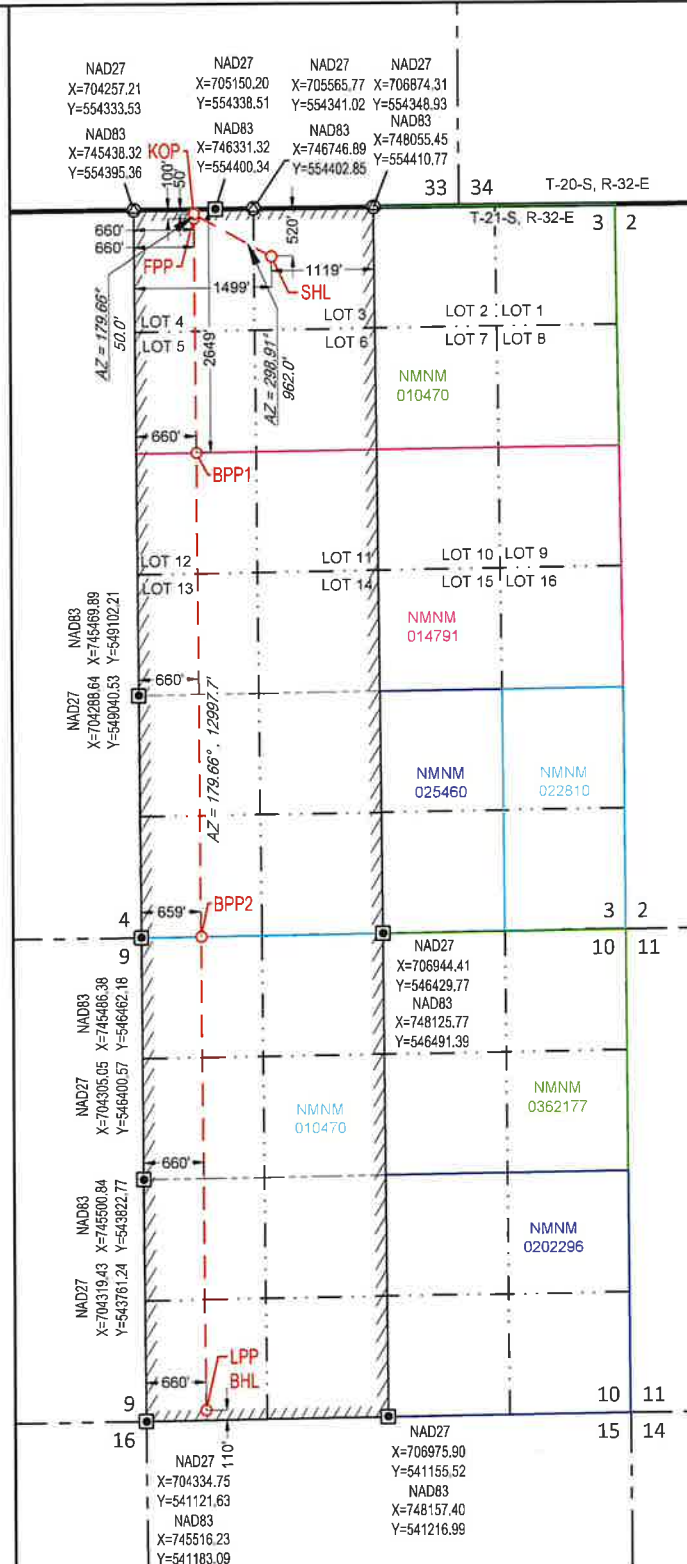 NAD27
X=704257.21
Y=554333.53
NAD83
X=745438.32
Y=554395.36
NAD27
X=705150.20
Y=554338.51
NAD83
X=746331.32
Y=554400.34
NAD27
X=705565.77
Y=554341.02
NAD83
X=746746.89
Y=554402.85
NAD27
X=706874.31
Y=554348.93
NAD83
X=748055.45
Y=554410.77
KOP
100'
50'
33 34
T-20-S, R-32-E
T-21-S, R-32-E
3 2
660'
660'
FPP
520'
1119'
1499'
SHL
AZ = 179.66°
50.0'
LOT 4
LOT 5
2649'
AZ = 298.91°
962.0'
LOT 3
LOT 6
LOT 2 LOT 1
LOT 7 LOT 8
NMNM
010470
660'
BPP1
LOT 12
LOT 13
LOT 11
LOT 14
LOT 10 LOT 9
LOT 15 LOT 16
NMNM
014791
NAD83
X=745469.89
Y=549102.21
NAD27
X=704288.64
Y=549040.53
660'
AZ = 179.66°, 12997.7'
NMNM
025460
NMNM
022810
659'
BPP2
4
9
3 2
10 11
NAD27
X=706944.41
Y=546429.77
NAD83
X=748125.77
Y=546491.39
NAD83
X=745486.38
Y=546462.18
NAD27
X=704305.05
Y=546400.57
NMNM
010470
NMNM
0362177
660'
NAD83
X=745500.84
Y=543822.77
NAD27
X=704319.43
Y=543761.24
NMNM
0202296
LPP
BHL
660'
110'
9
16
10 11
15 14
NAD27
X=704334.75
Y=541121.63
NAD83
X=745516.23
Y=541183.09
NAD27
X=706975.90
Y=541155.52
NAD83
X=748157.40
Y=541216.99